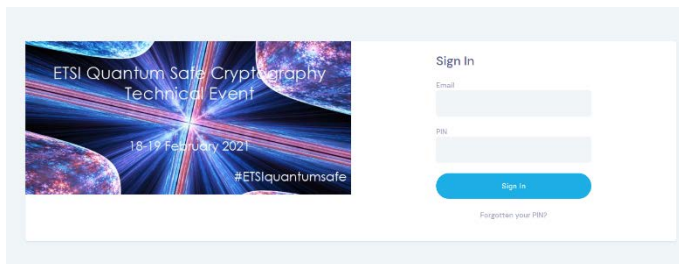 ETSI Quantum Safe Cryptography
Technical Event
18-19 February 2021
#ETSIquantumsafe
Sign In
Email
PIN
Sign In
Forgotten your PIN?